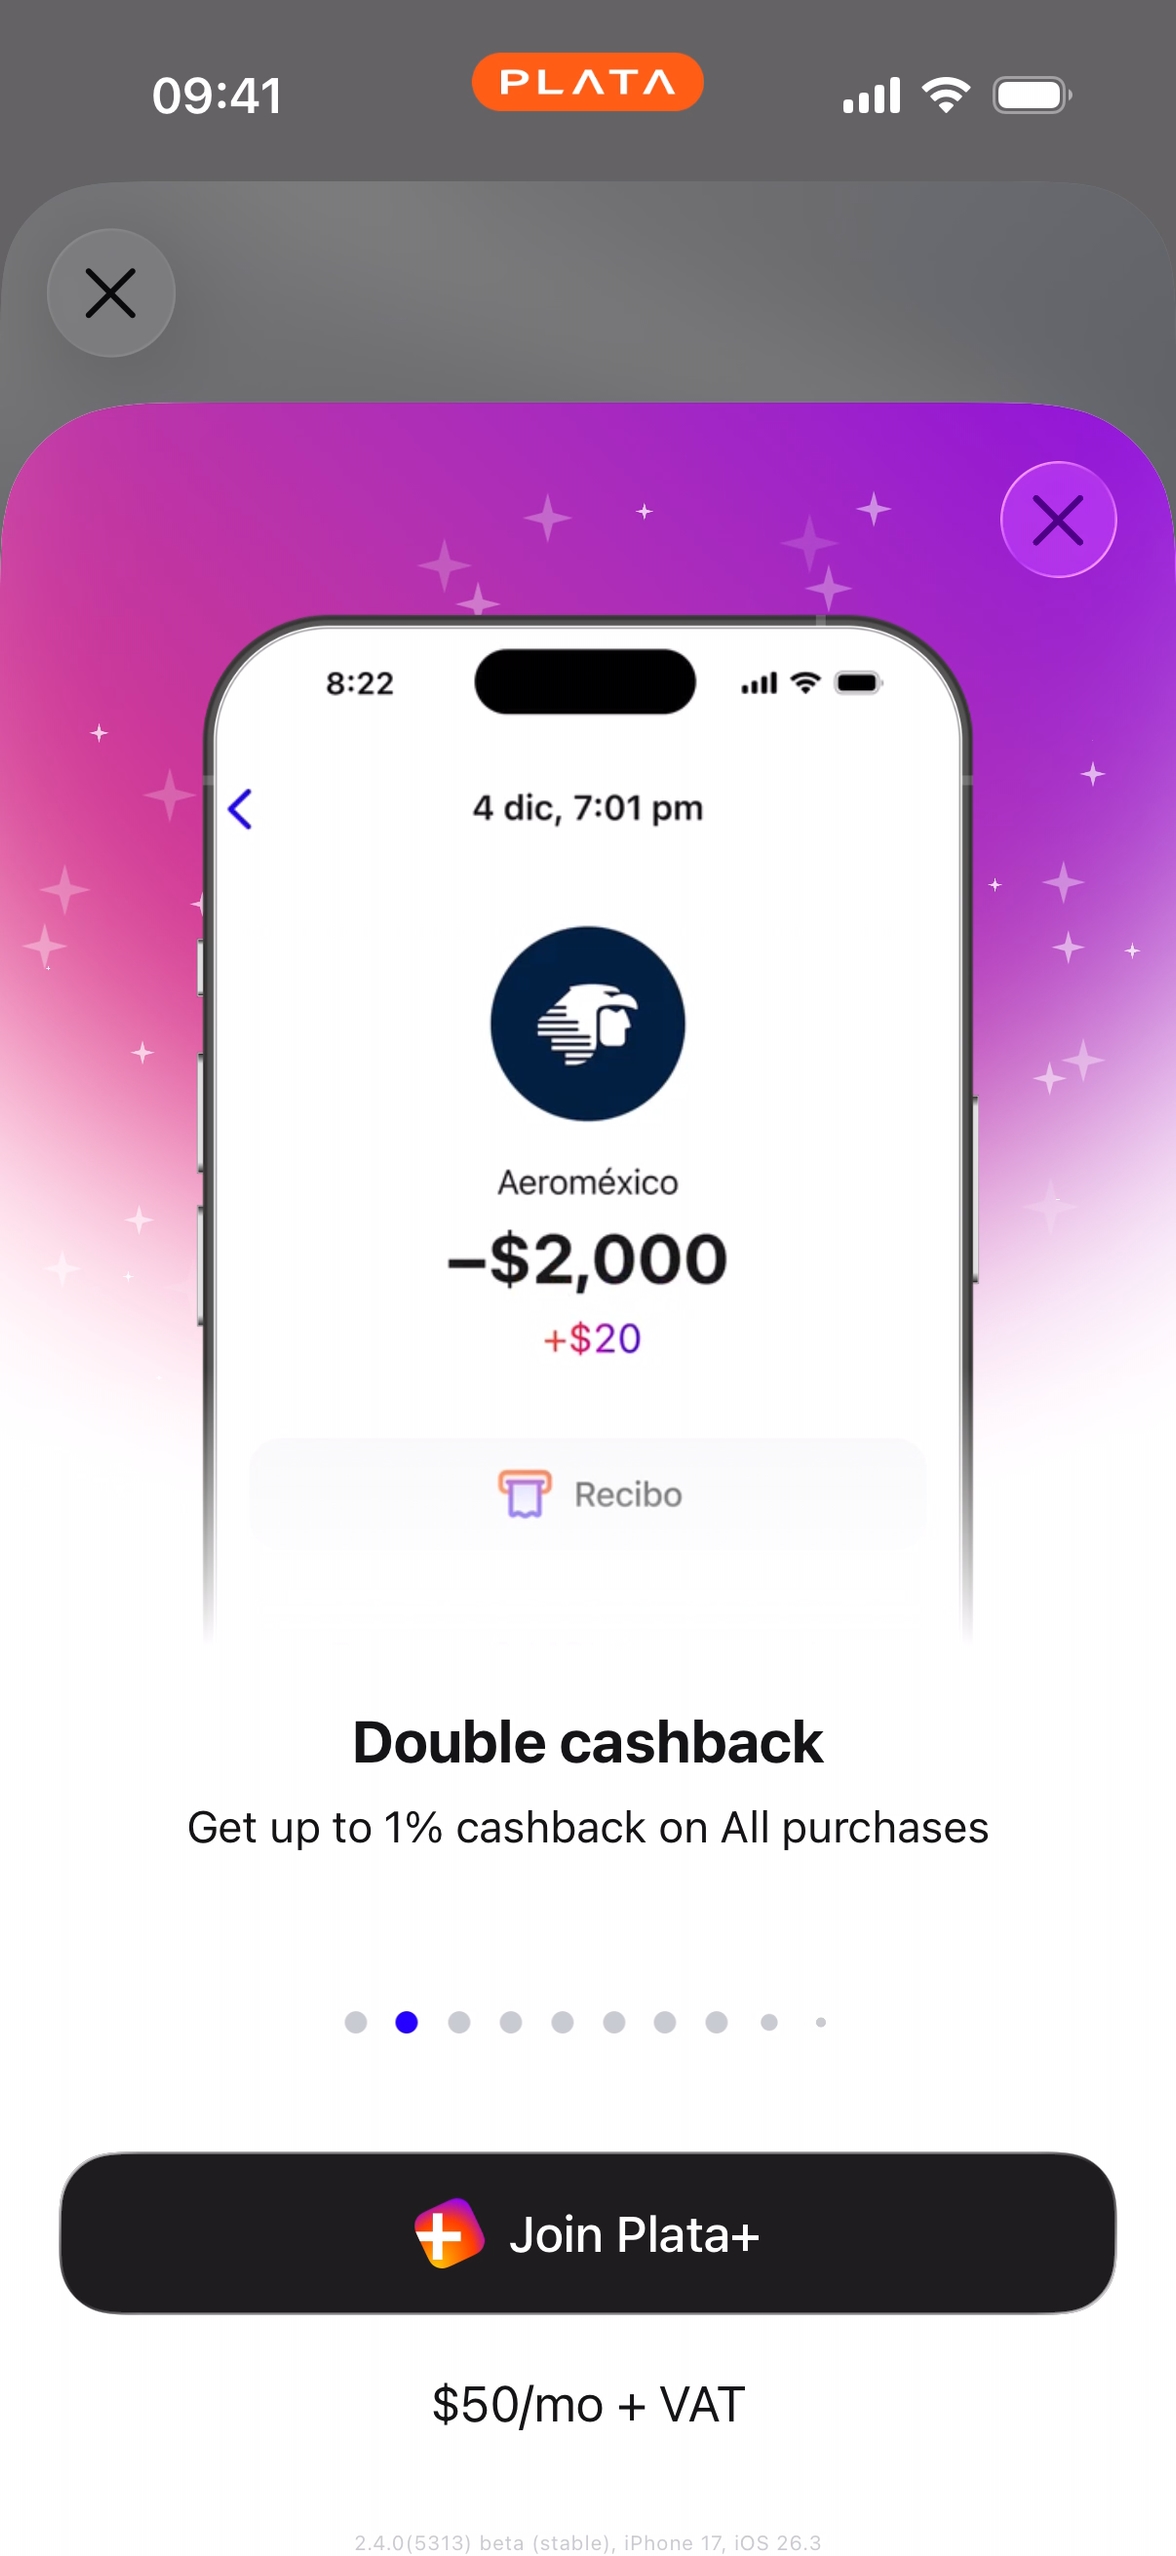 09:41
PLATA
8:22
4 dic, 7:01 pm
Aeroméxico
–$2,000
+$20
Recibo
Double cashback
Get up to 1% cashback on All purchases
Join Plata+
$50/mo + VAT
2.4.0(5313) beta (stable), iPhone 17, iOS 26.3